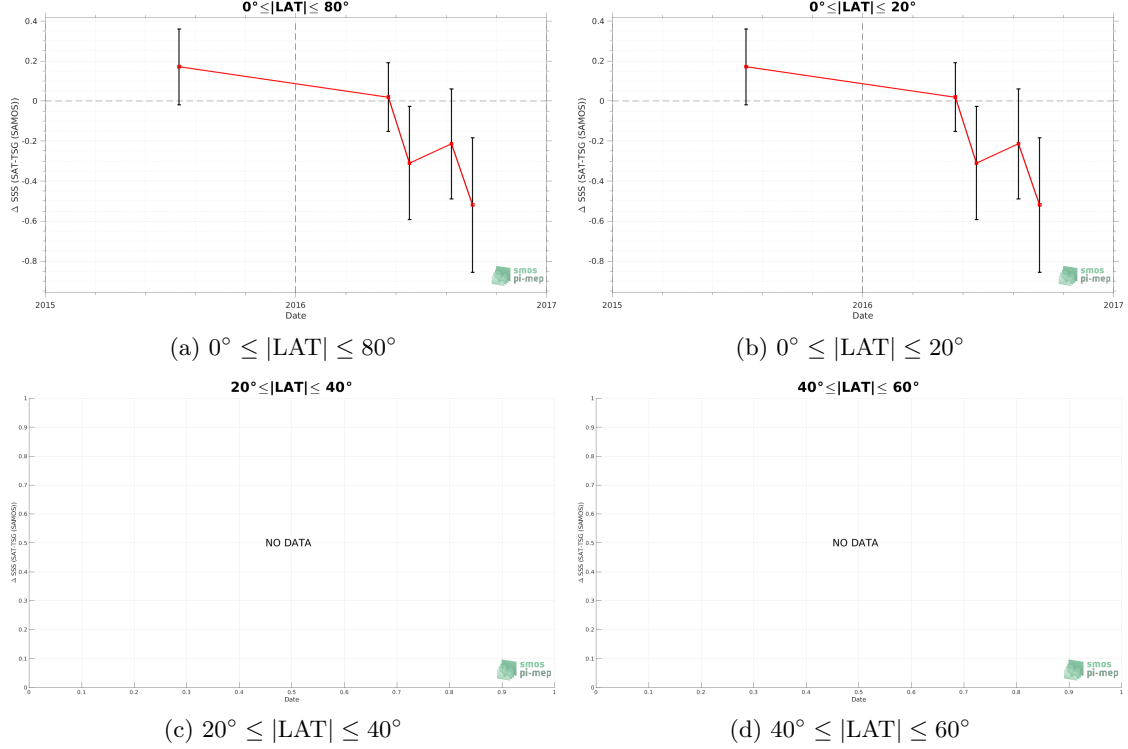 0°≤|LAT|≤ 80°
0.4
0.2
0
-0.2
-0.4
-0.6
-0.8
Δ SSS (SAT-TSG (SAMOS))
2015
2016
2017
Date
smos
pi-mep
(a) 0° ≤ |LAT| ≤ 80°
0°≤|LAT|≤ 20°
0.4
0.2
0
-0.2
-0.4
-0.6
-0.8
Δ SSS (SAT-TSG (SAMOS))
2015
2016
2017
Date
smos
pi-mep
(b) 0° ≤ |LAT| ≤ 20°
20°≤|LAT|≤ 40°
1
0.9
0.8
0.7
0.6
0.5
0.4
0.3
0.2
0.1
0
Δ SSS (SAT-TSG (SAMOS))
NO DATA
0 0.1 0.2 0.3 0.4 0.5 0.6 0.7 0.8 0.9 1
Date
smos
pi-mep
(c) 20° ≤ |LAT| ≤ 40°
40°≤|LAT|≤ 60°
1
0.9
0.8
0.7
0.6
0.5
0.4
0.3
0.2
0.1
0
Δ SSS (SAT-TSG (SAMOS))
NO DATA
0 0.1 0.2 0.3 0.4 0.5 0.6 0.7 0.8 0.9 1
Date
smos
pi-mep
(d) 40° ≤ |LAT| ≤ 60°